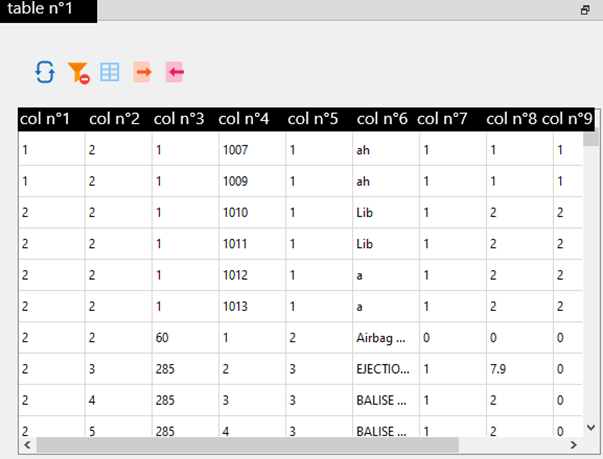 table n°1
col n°1 col n°2 col n°3 col n°4 col n°5 col n°6 col n°7 col n°8 col n°9
1 2 1 1007 1 ah 1 1 1
1 2 1 1009 1 ah 1 1 1
2 2 1 1010 1 Lib 1 2 2
2 2 1 1011 1 Lib 1 2 2
2 2 1 1012 1 a 1 2 2
2 2 1 1013 1 a 1 2 2
2 2 60 1 2 Airbag ... 0 0 0
2 3 285 2 3 EJECTIO... 1 7.9 0
2 4 285 3 3 BALISE ... 1 2 0
2 5 285 4 3 BALISE ... 1 2 0